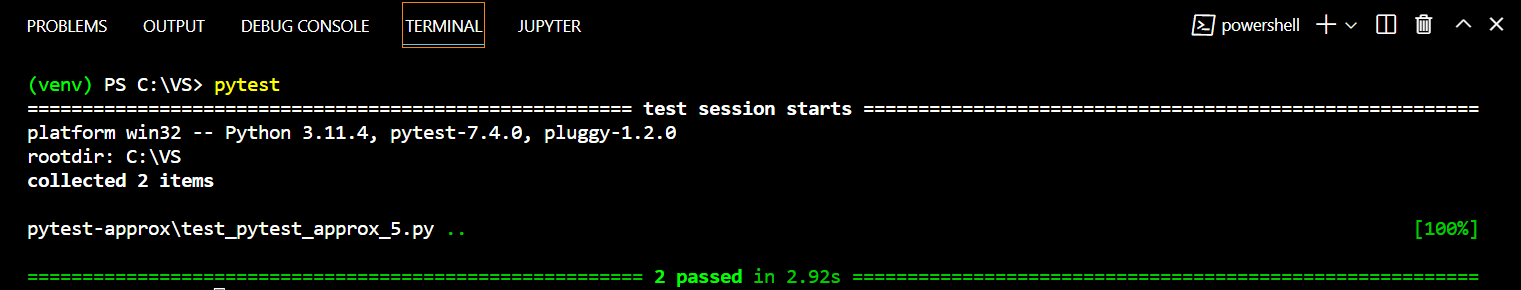 PROBLEMS OUTPUT DEBUG CONSOLE TERMINAL JUPYTER powershell
(venv) PS C:\VS> pytest
======================================================= test session starts ========================================================
platform win32 -- Python 3.11.4, pytest-7.4.0, pluggy-1.2.0
rootdir: C:\VS
collected 2 items
pytest-approx\test_pytest_approx_5.py .. [100%]
======================================================== 2 passed in 2.92s =========================================================